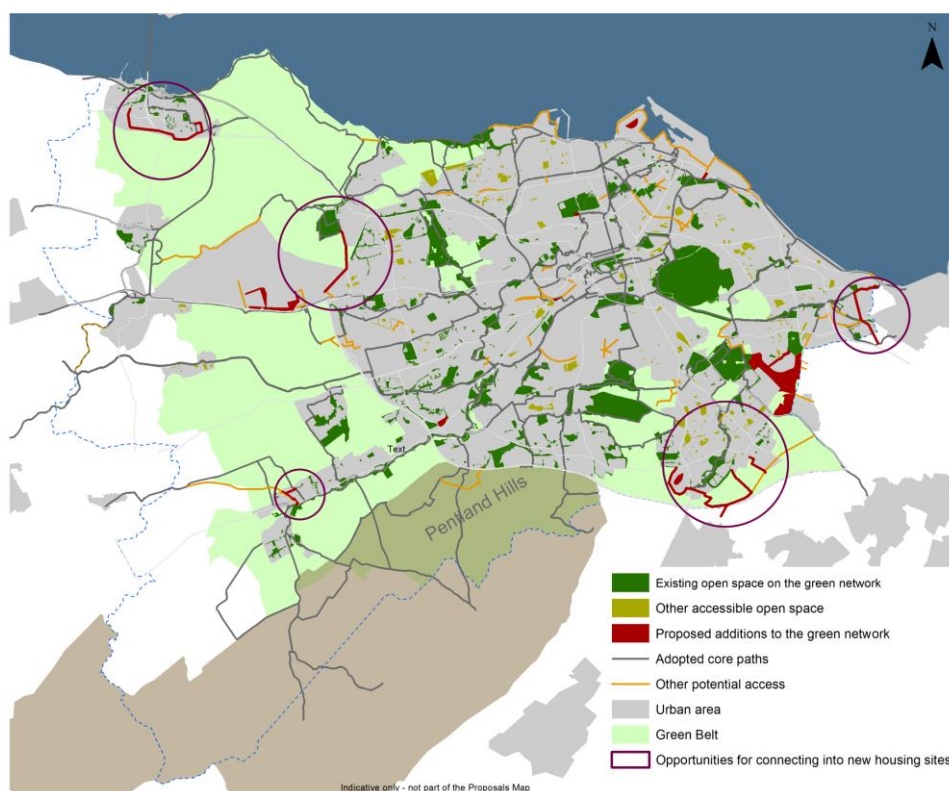 N
Text
Pentland Hills
Existing open space on the green network
Other accessible open space
Proposed additions to the green network
Adopted core paths
Other potential access
Urban area
Green Belt
Opportunities for connecting into new housing sites
Indicative only - not part of the Proposals Map